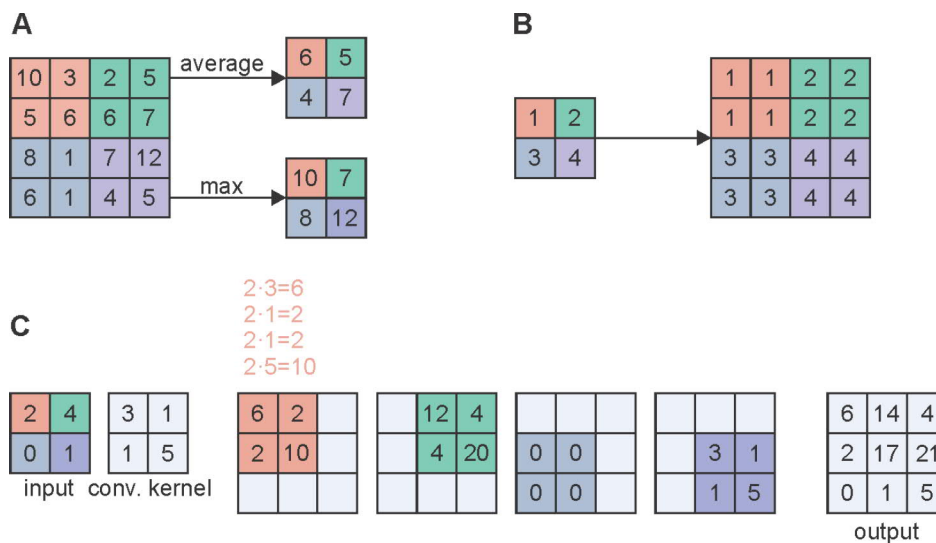 A
B
10 3 2 5
5 6 6 7
8 1 7 12
6 1 4 5
average
6 5
4 7
max
10 7
8 12
1 2
3 4
1 1 2 2
1 1 2 2
3 3 4 4
3 3 4 4
C
2·3=6
2·1=2
2·1=2
2·5=10
2 4
0 1
input
3 1
1 5
conv. kernel
6 2
2 10
12 4
4 20
0 0
0 0
3 1
1 5
6 14 4
2 17 21
0 1 5
output